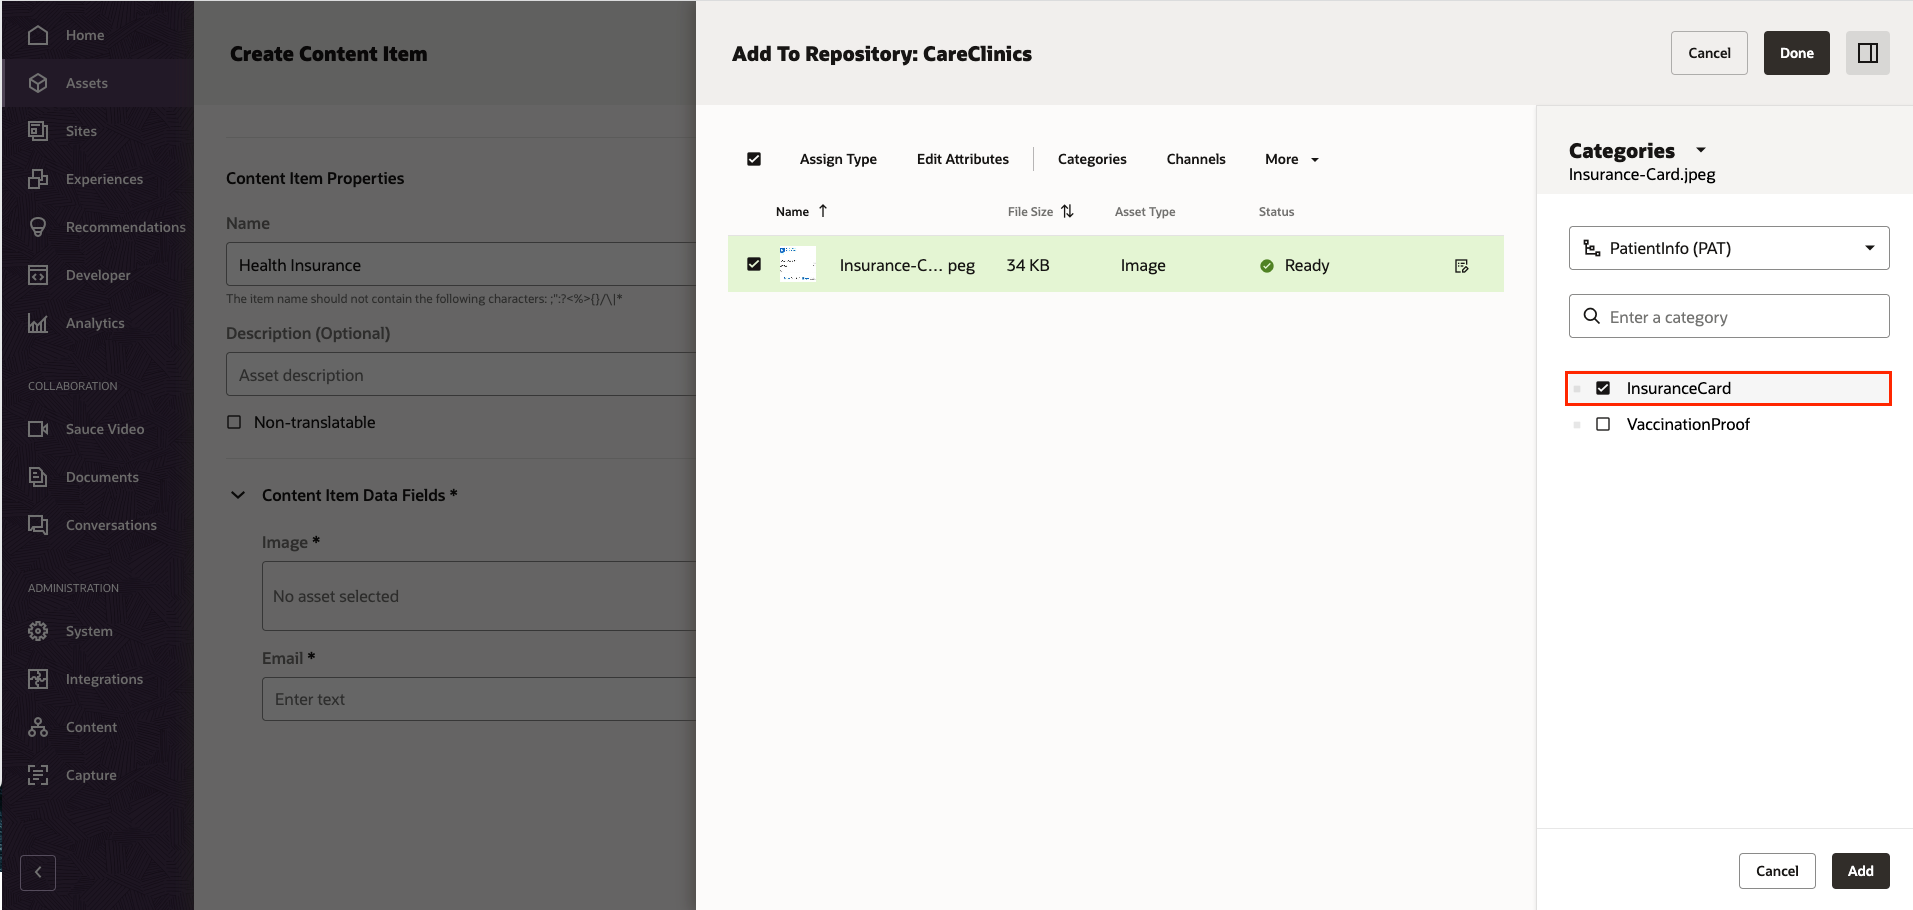 Home
Assets
Sites
Experiences
Recommendations
Developer
Analytics
COLLABORATION
Sauce Video
Documents
Conversations
ADMINISTRATION
System
Integrations
Content
Capture
Create Content Item
Content Item Properties
Name
Health Insurance
The item name should not contain the following characters: ;":?<%>{}/\|*
Description (Optional)
Asset description
Non-translatable
Content Item Data Fields *
Image *
No asset selected
Email *
Enter text
Add To Repository: CareClinics
Cancel Done
Assign Type Edit Attributes Categories Channels More
Name File Size Asset Type Status
Insurance-C... peg 34 KB Image Ready
Categories
Insurance-Card.jpeg
PatientInfo (PAT)
Enter a category
InsuranceCard
VaccinationProof
Cancel Add